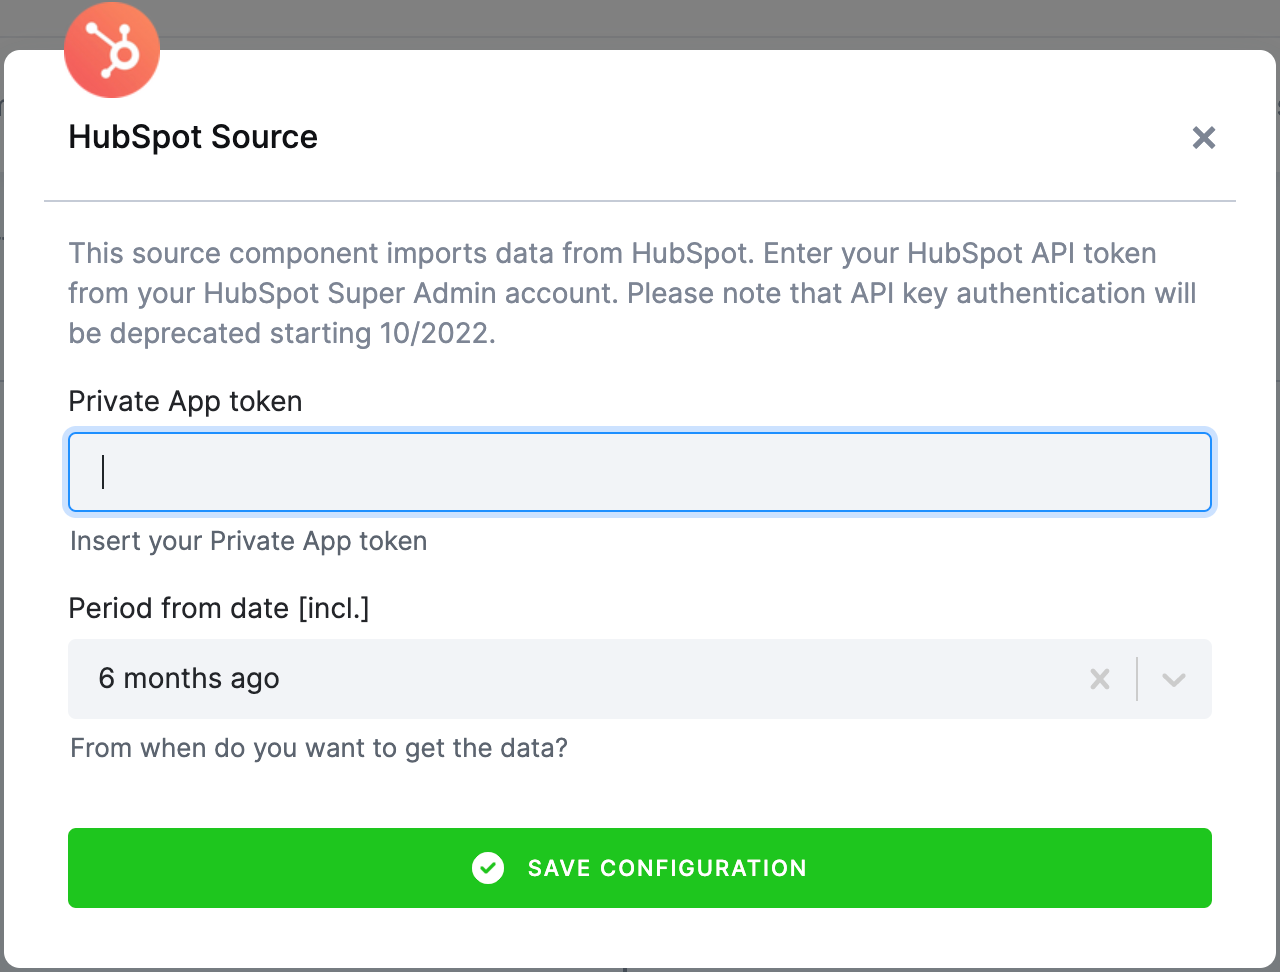 HubSpot Source
This source component imports data from HubSpot. Enter your HubSpot API token
from your HubSpot Super Admin account. Please note that API key authentication will
be deprecated starting 10/2022.
Private App token
Insert your Private App token
Period from date [incl.]
6 months ago
From when do you want to get the data?
SAVE CONFIGURATION